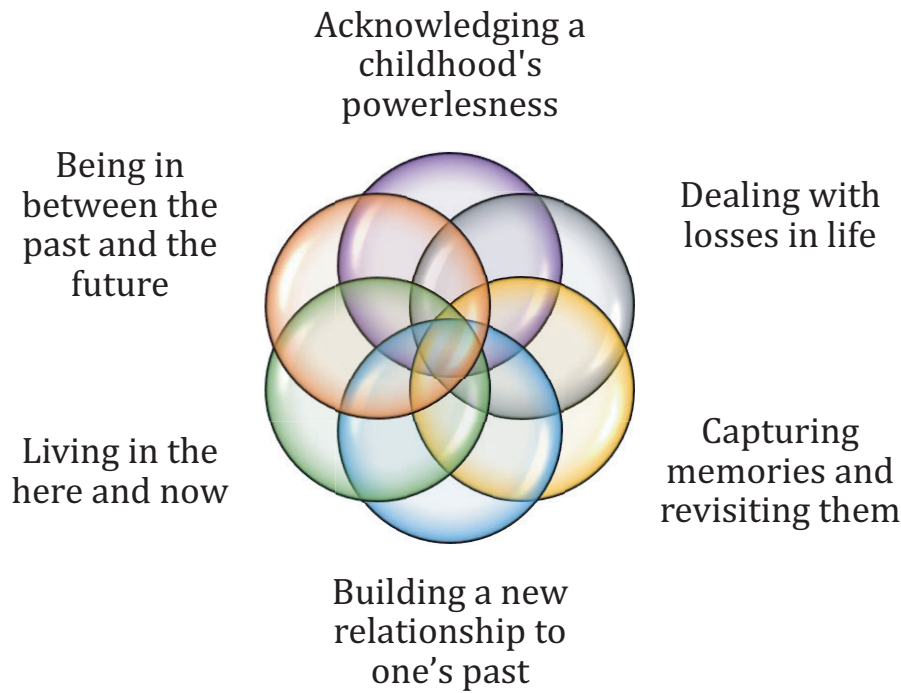 Acknowledging a
childhood's
powerlesness
Being in
between the
past and the
future
Dealing with
losses in life
Living in the
here and now
Capturing
memories and
revisiting them
Building a new
relationship to
one’s past